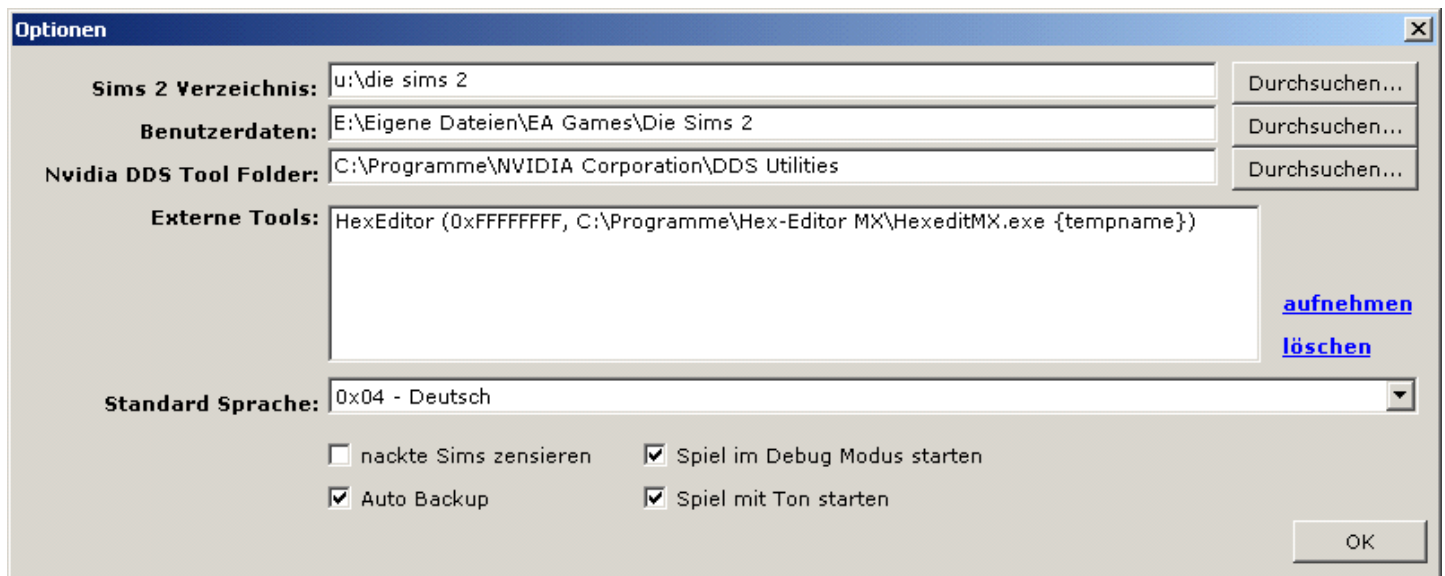 Optionen
Sims 2 Verzeichnis: u:\die sims 2 Durchsuchen...
Benutzerdaten: E:\Eigene Dateien\EA Games\Die Sims 2 Durchsuchen...
Nvidia DDS Tool Folder: C:\Programme\NVIDIA Corporation\DDS Utilities Durchsuchen...
Externe Tools: HexEditor (0xFFFFFFFF, C:\Programme\Hex-Editor MX\HexeditMX.exe {tempname})
aufnehmen
löschen
Standard Sprache: 0x04 - Deutsch
nackte Sims zensieren Spiel im Debug Modus starten
Auto Backup Spiel mit Ton starten
OK